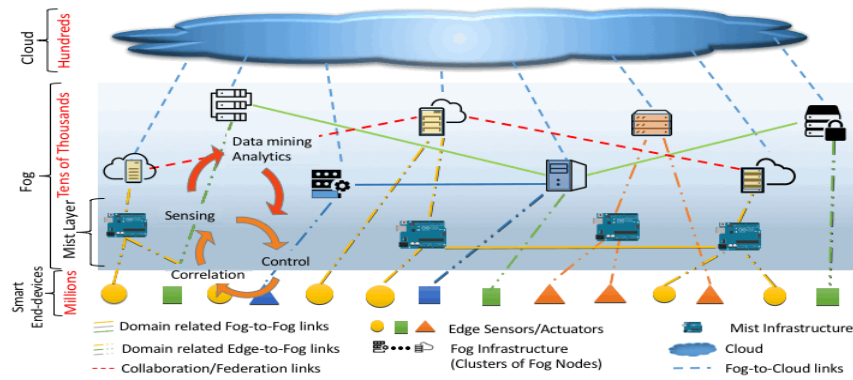 Cloud
Hundreds
Fog
Tens of Thousands
Mist Layer
Smart
End-devices
Millions
Data mining
Analytics
Sensing
Control
Correlation
Domain related Fog-to-Fog links
Edge Sensors/Actuators
Mist Infrastructure
Domain related Edge-to-Fog links
Fog Infrastructure
(Clusters of Fog Nodes)
Cloud
Collaboration/Federation links
Fog-to-Cloud links